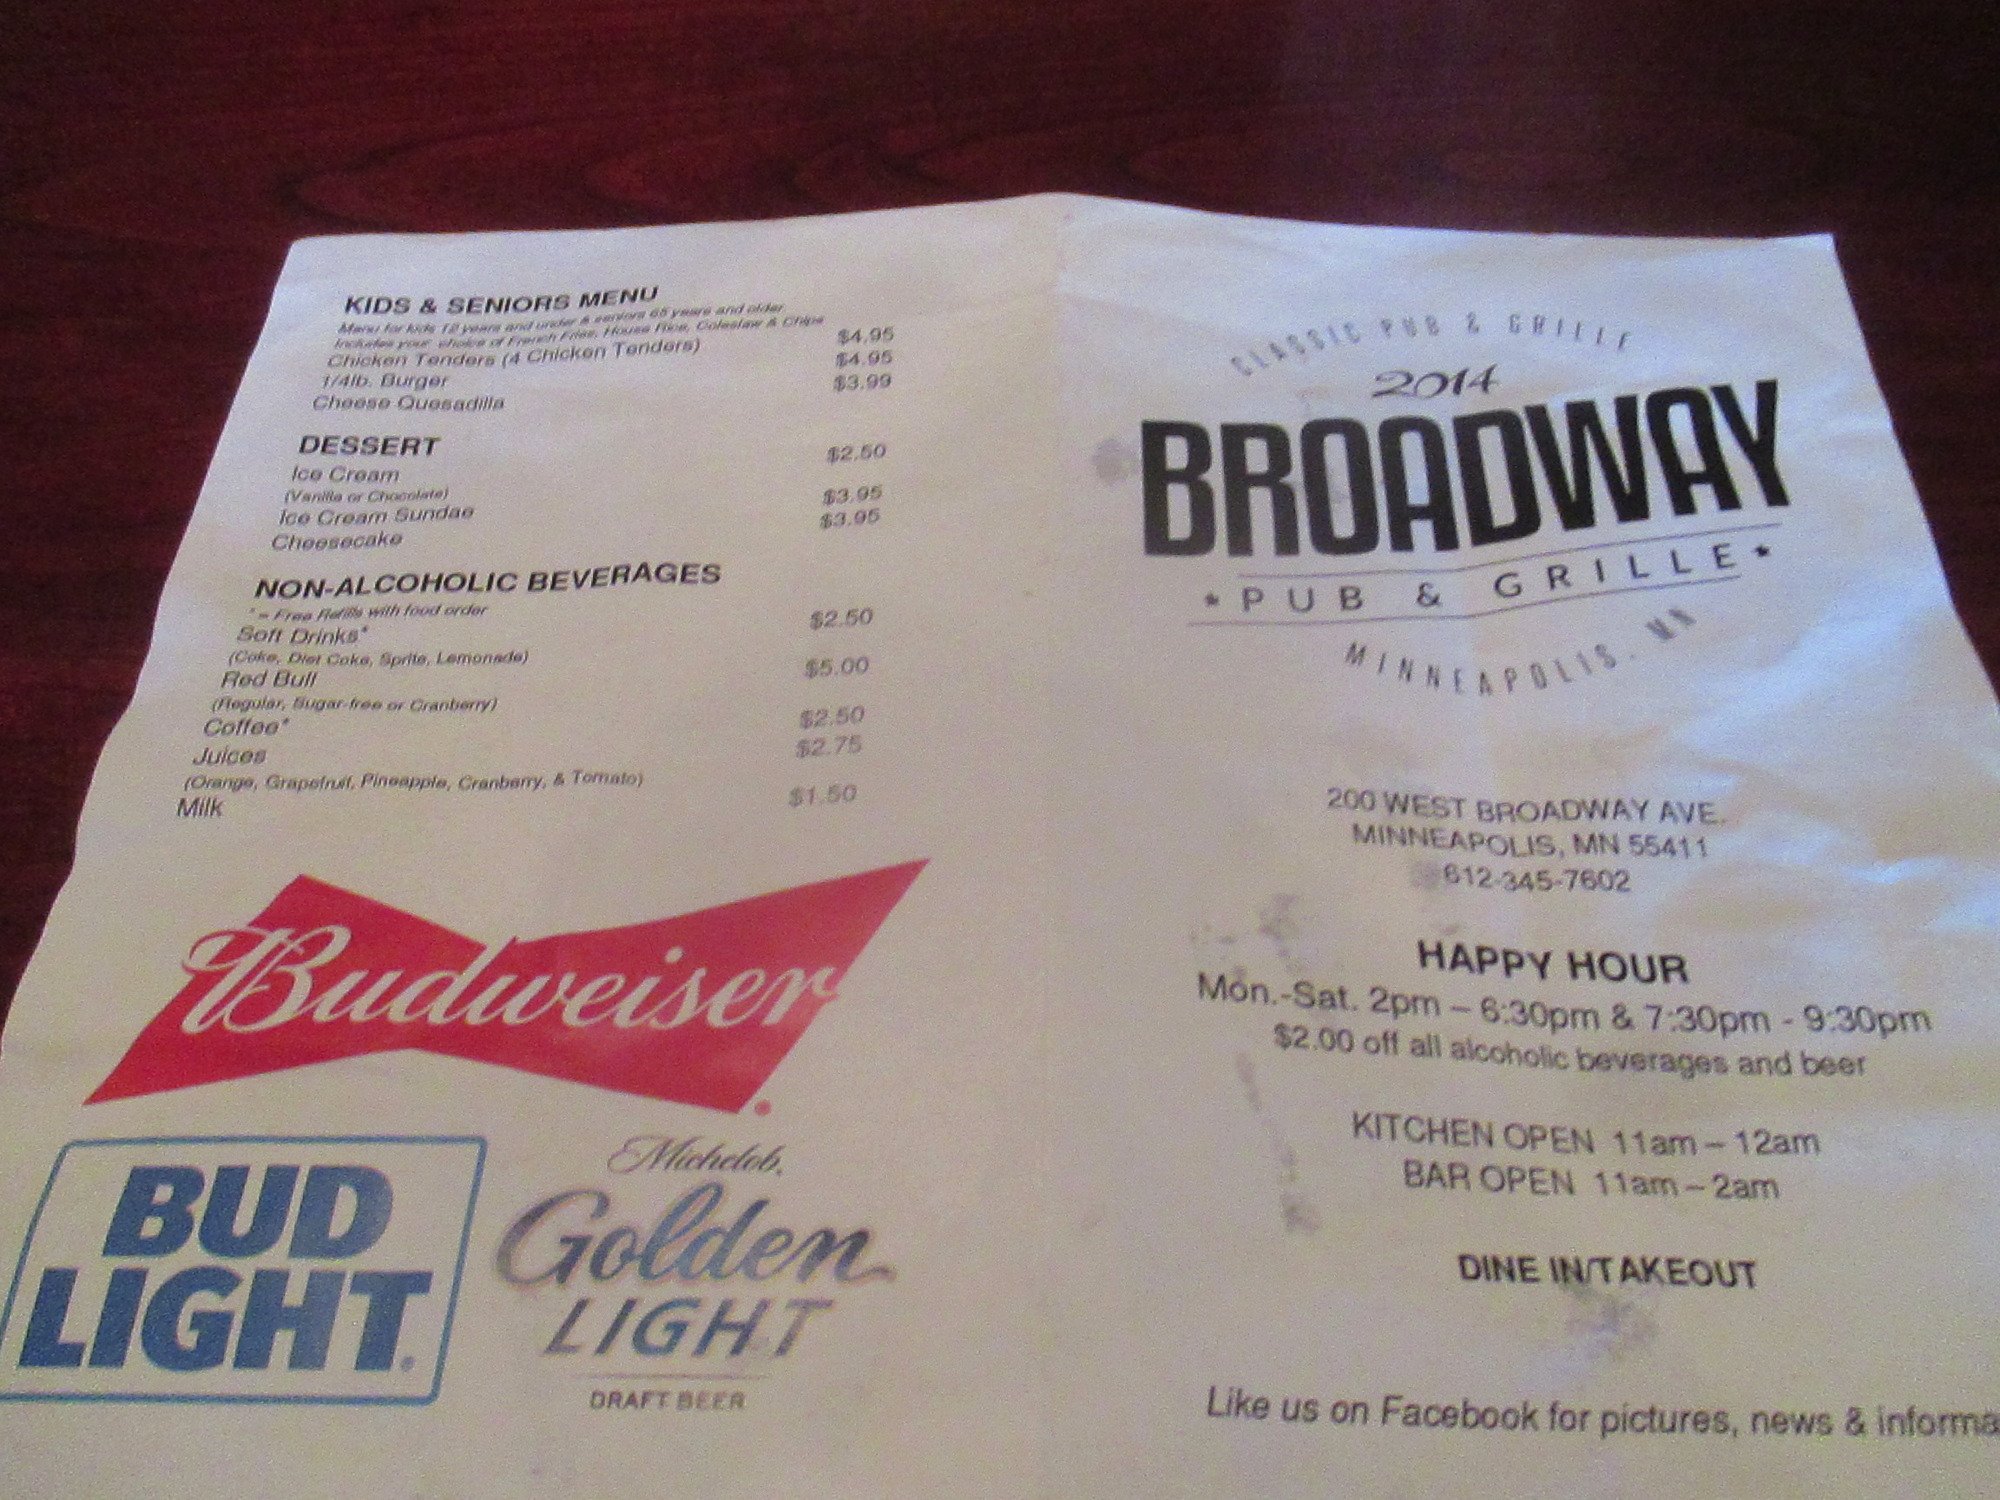 KIDS & SENIORS MENU
Menu for kids 12 years and under & seniors 65 years and older
Includes your choice of French Fries, House Rice, Coleslaw & Chips
Chicken Tenders (4 Chicken Tenders) $4.95
1/4lb. Burger $4.95
Cheese Quesadilla $3.99
DESSERT
Ice Cream $2.50
(Vanilla or Chocolate)
Ice Cream Sundae $3.95
Cheesecake $3.95
NON-ALCOHOLIC BEVERAGES
* = Free Refills with food order
Soft Drinks* $2.50
(Coke, Diet Coke, Sprite, Lemonade)
Red Bull $5.00
(Regular, Sugar-free or Cranberry)
Coffee* $2.50
Juices $2.75
(Orange, Grapefruit, Pineapple, Cranberry, & Tomato)
Milk $1.50
Budweiser
BUD
LIGHT
Michelob
Golden
LIGHT
DRAFT BEER
CLASSIC PUB & GRILLE
2014
BROADWAY
* PUB & GRILLE *
MINNEAPOLIS. MN
200 WEST BROADWAY AVE.
MINNEAPOLIS, MN 55411
612-345-7602
HAPPY HOUR
Mon.-Sat. 2pm – 6:30pm & 7:30pm - 9:30pm
$2.00 off all alcoholic beverages and beer
KITCHEN OPEN 11am – 12am
BAR OPEN 11am – 2am
DINE IN/TAKEOUT
Like us on Facebook for pictures, news & informa